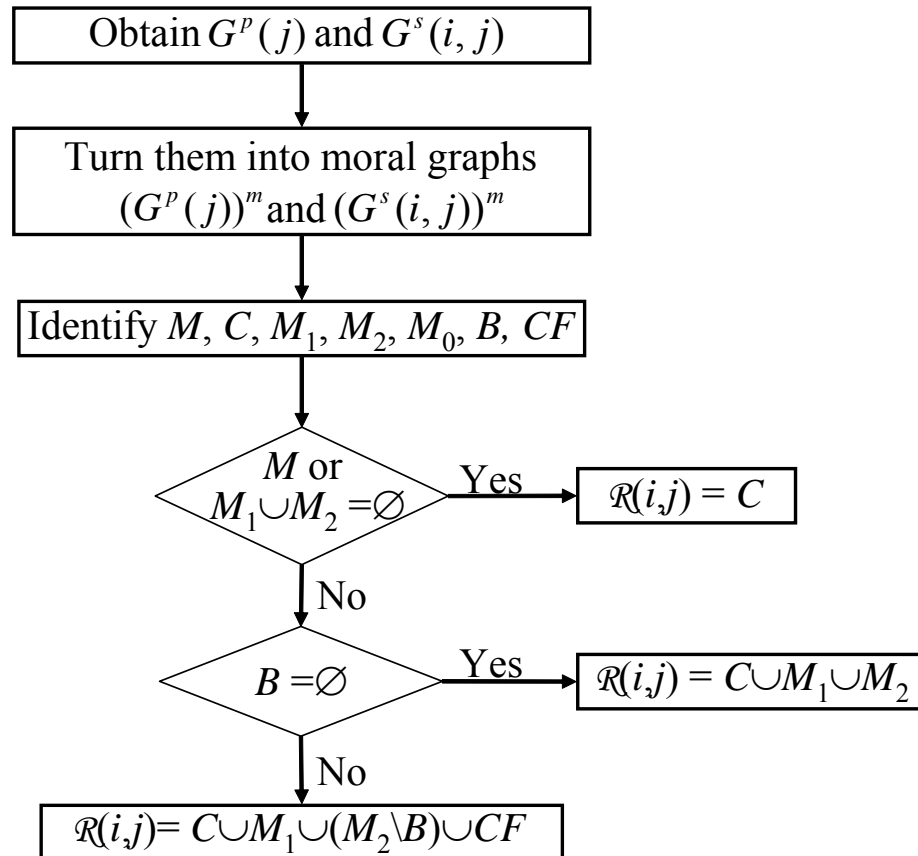 Obtain G^p(j) and G^s(i, j)
Turn them into moral graphs
(G^p(j))^m and (G^s(i, j))^m
Identify M, C, M_1, M_2, M_0, B, CF
M or
M_1∪M_2 =∅
Yes
ℛ(i,j) = C
No
B =∅
Yes
ℛ(i,j) = C∪M_1∪M_2
No
ℛ(i,j)= C∪M_1∪(M_2\B)∪CF